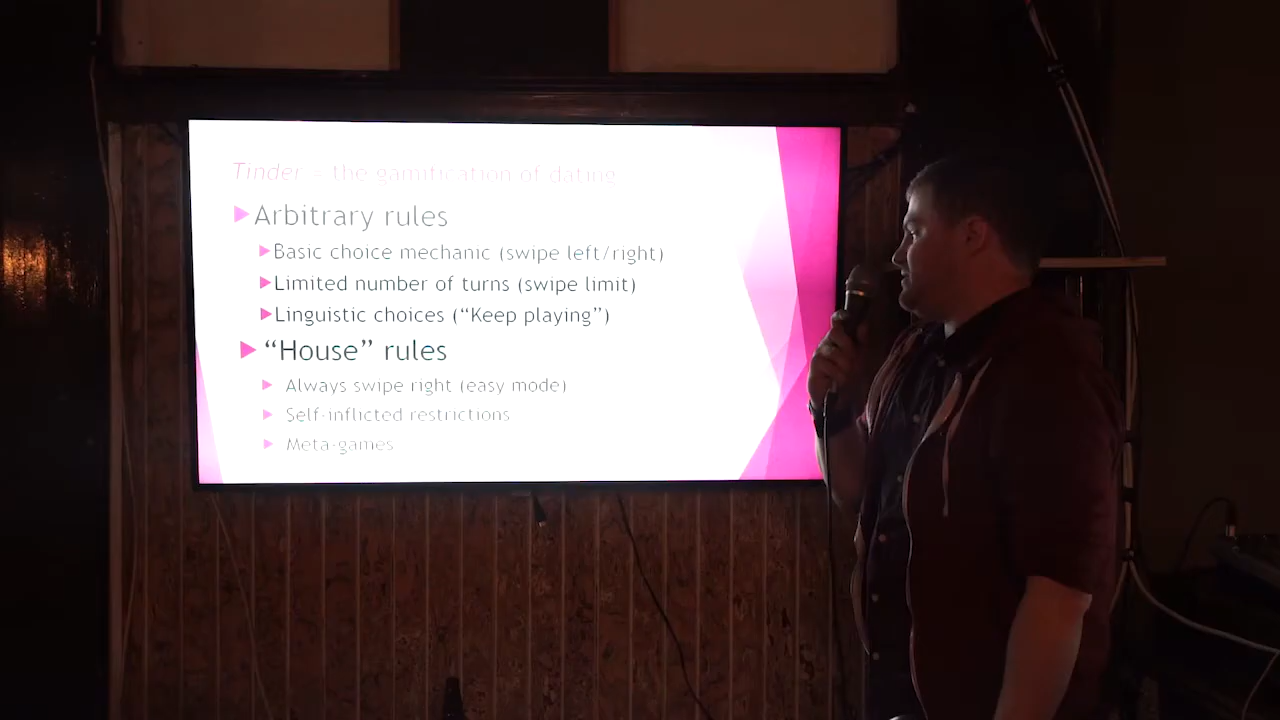 Tinder – the gamification of dating
Arbitrary rules
Basic choice mechanic (swipe left/right)
Limited number of turns (swipe limit)
Linguistic choices (“Keep playing”)
“House” rules
Always swipe right (easy mode)
Self-inflicted restrictions
Meta-games